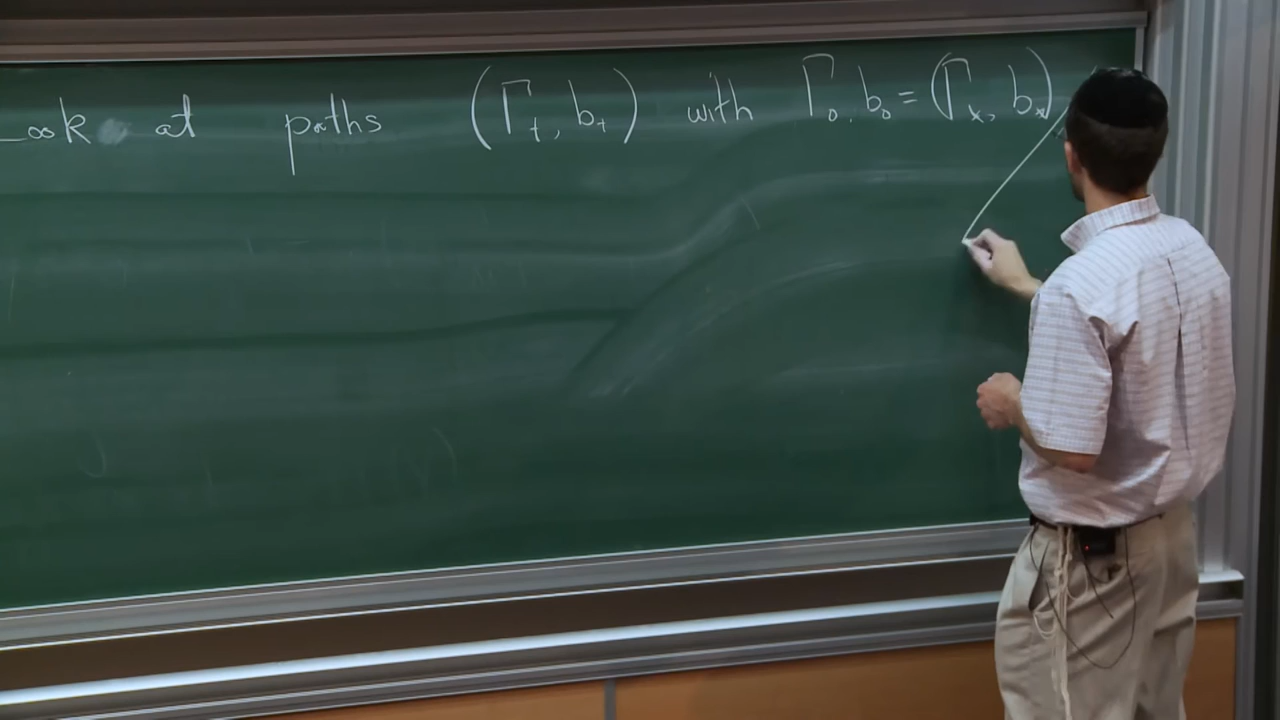 Look at paths (Γ_t, b_t) with Γ_0, b_0 = (Γ_x, b_x)